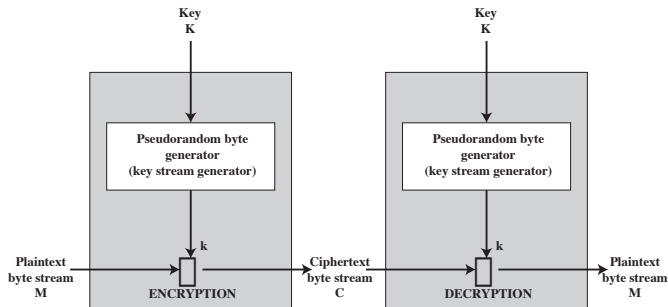 Key
K
Key
K
Pseudorandom byte
generator
(key stream generator)
Pseudorandom byte
generator
(key stream generator)
k
k
Plaintext
byte stream
M
Ciphertext
byte stream
C
Plaintext
byte stream
M
ENCRYPTION
DECRYPTION